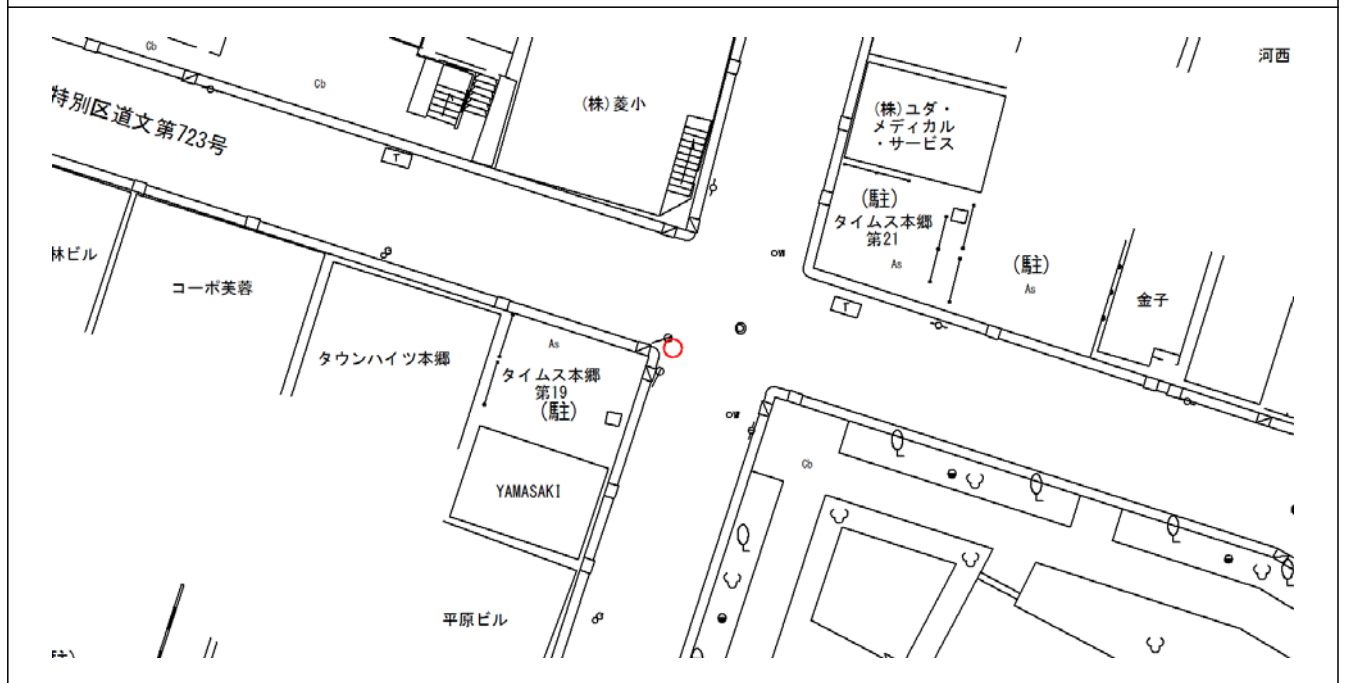 河西
Cb
Cb
(株)菱小
(株)ユダ・
メディカル
・サービス
特別区道文第723号
T
(駐)
タイムス本郷
第21
As
林ビル
コーポ芙蓉
OW
(駐)
As
金子
T
タウンハイツ本郷
As
タイムス本郷
第19
(駐)
OW
Cb
YAMASAKI
平原ビル